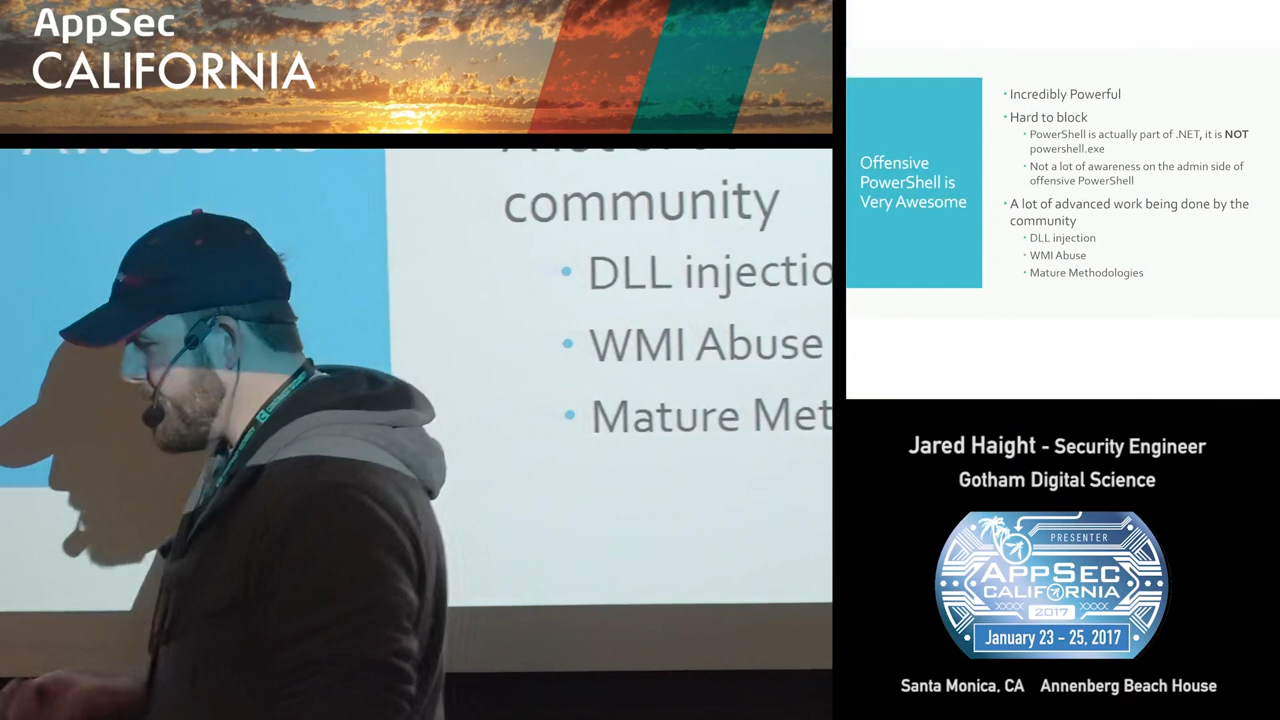 AppSec
CALIFORNIA
community
DLL injectio
WMI Abuse
Mature Met
Offensive
PowerShell is
Very Awesome
• Incredibly Powerful
• Hard to block
• PowerShell is actually part of .NET, it is NOT
powershell.exe
• Not a lot of awareness on the admin side of
offensive PowerShell
• A lot of advanced work being done by the
community
• DLL injection
• WMI Abuse
• Mature Methodologies
Jared Haight - Security Engineer
Gotham Digital Science
PRESENTER
APPSEC
CALIFORNIA
2017
January 23 - 25, 2017
Santa Monica, CA Annenberg Beach House